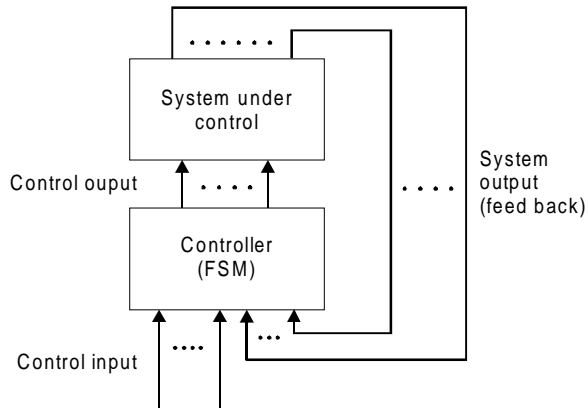 System under
control
Control ouput
System
output
(feed back)
Controller
(FSM)
Control input